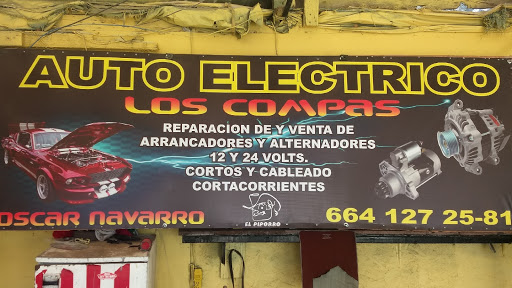 AUTO ELECTRICO
LOS COMPAS
REPARACION DE Y VENTA DE
ARRANCADORES Y ALTERNADORES
12 Y 24 VOLTS.
CORTOS Y CABLEADO
CORTACORRIENTES
EL PIPORRO
OSCAR NAVARRO
664 127 25-81